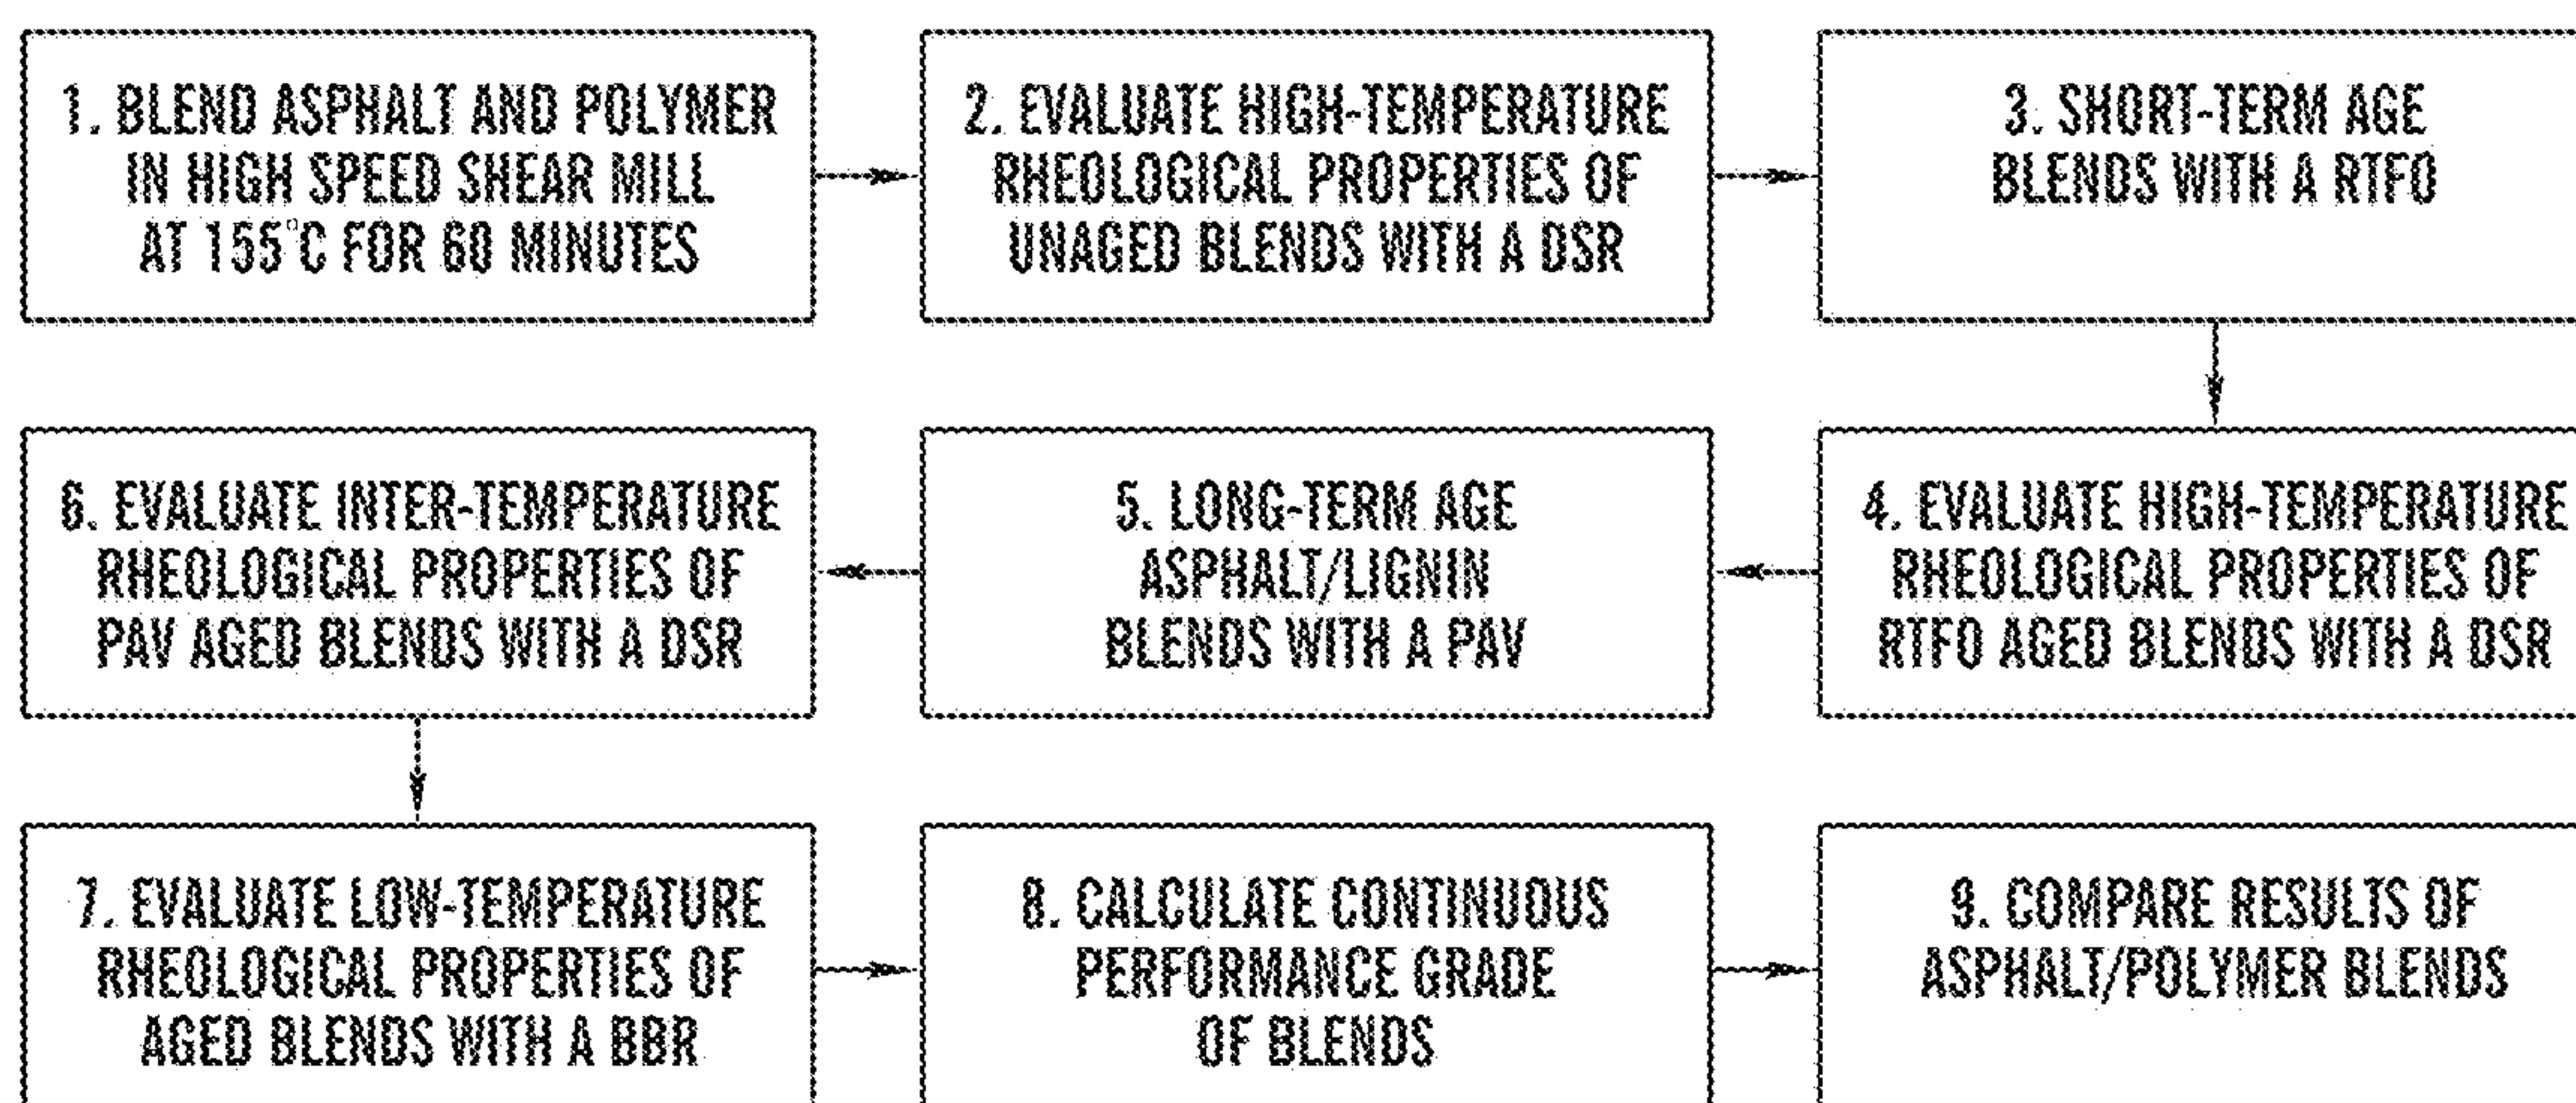 1. BLEND ASPHALT AND POLYMER
IN HIGH SPEED SHEAR MILL
AT 155°C FOR 60 MINUTES
2. EVALUATE HIGH-TEMPERATURE
RHEOLOGICAL PROPERTIES OF
UNAGED BLENDS WITH A DSR
3. SHORT-TERM AGE
BLENDS WITH A RTFO
4. EVALUATE HIGH-TEMPERATURE
RHEOLOGICAL PROPERTIES OF
RTFO AGED BLENDS WITH A DSR
5. LONG-TERM AGE
ASPHALT/LIGNIN
BLENDS WITH A PAV
6. EVALUATE INTER-TEMPERATURE
RHEOLOGICAL PROPERTIES OF
PAV AGED BLENDS WITH A DSR
7. EVALUATE LOW-TEMPERATURE
RHEOLOGICAL PROPERTIES OF
AGED BLENDS WITH A BBR
8. CALCULATE CONTINUOUS
PERFORMANCE GRADE
OF BLENDS
9. COMPARE RESULTS OF
ASPHALT/POLYMER BLENDS